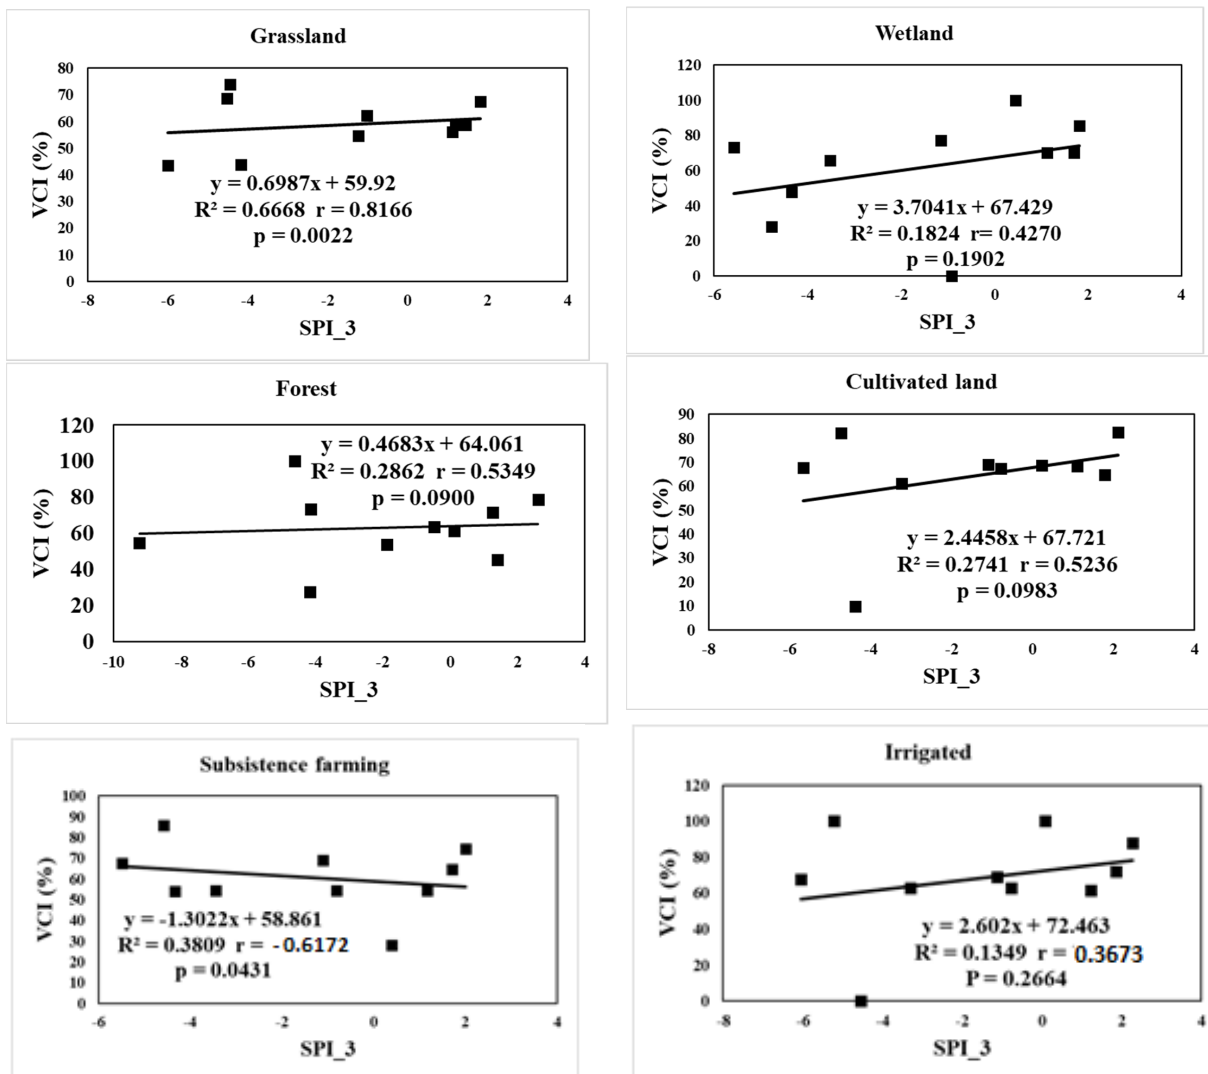 Grassland
80
70
60
50
40
30
20
10
0
VCI (%)
y = 0.6987x + 59.92
R² = 0.6668 r = 0.8166
p = 0.0022
-8 -6 -4 -2 0 2 4
SPI_3
Wetland
120
100
80
60
40
20
0
VCI (%)
y = 3.7041x + 67.429
R² = 0.1824 r= 0.4270
p = 0.1902
-6 -4 -2 0 2 4
SPI_3
Forest
120
100
80
60
40
20
0
VCI (%)
y = 0.4683x + 64.061
R² = 0.2862 r = 0.5349
p = 0.0900
-10 -8 -6 -4 -2 0 2 4
SPI_3
Cultivated land
90
80
70
60
50
40
30
20
10
0
VCI (%)
y = 2.4458x + 67.721
R² = 0.2741 r = 0.5236
p = 0.0983
-8 -6 -4 -2 0 2 4
SPI_3
Subsistence farming
100
90
80
70
60
50
40
30
20
10
0
VCI (%)
y = -1.3022x + 58.861
R² = 0.3809 r = - 0.6172
p = 0.0431
-6 -4 -2 0 2 4
SPI_3
Irrigated
120
100
80
60
40
20
0
VCI (%)
y = 2.602x + 72.463
R² = 0.1349 r = 0.3673
P = 0.2664
-8 -6 -4 -2 0 2 4
SPI_3